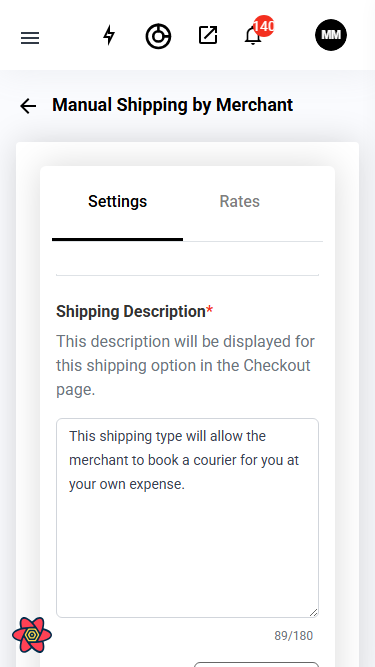 140
MM
Manual Shipping by Merchant
Settings Rates
Shipping Description*
This description will be displayed for
this shipping option in the Checkout
page.
This shipping type will allow the
merchant to book a courier for you at
your own expense.
89/180